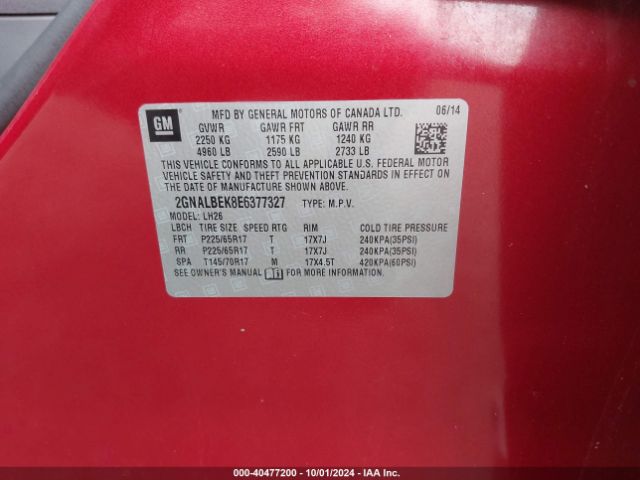 GM
MFD BY GENERAL MOTORS OF CANADA LTD. 06/14
GVWR GAWR FRT GAWR RR
2250 KG 1175 KG 1240 KG
4960 LB 2590 LB 2733 LB
THIS VEHICLE CONFORMS TO ALL APPLICABLE U.S. FEDERAL MOTOR
VEHICLE SAFETY AND THEFT PREVENTION STANDARDS IN EFFECT
ON THE DATE OF MANUFACTURE SHOWN ABOVE.
2GNALBEK8E6377327 TYPE: M.P.V.
MODEL: LH26
LBCH TIRE SIZE SPEED RTG RIM COLD TIRE PRESSURE
FRT P225/65R17 T 17X7J 240KPA(35PSI)
RR P225/65R17 T 17X7J 240KPA(35PSI)
SPA T145/70R17 M 17X4.5T 420KPA(60PSI)
SEE OWNER'S MANUAL FOR MORE INFORMATION.
000-40477200 - 10/01/2024 - IAA Inc.